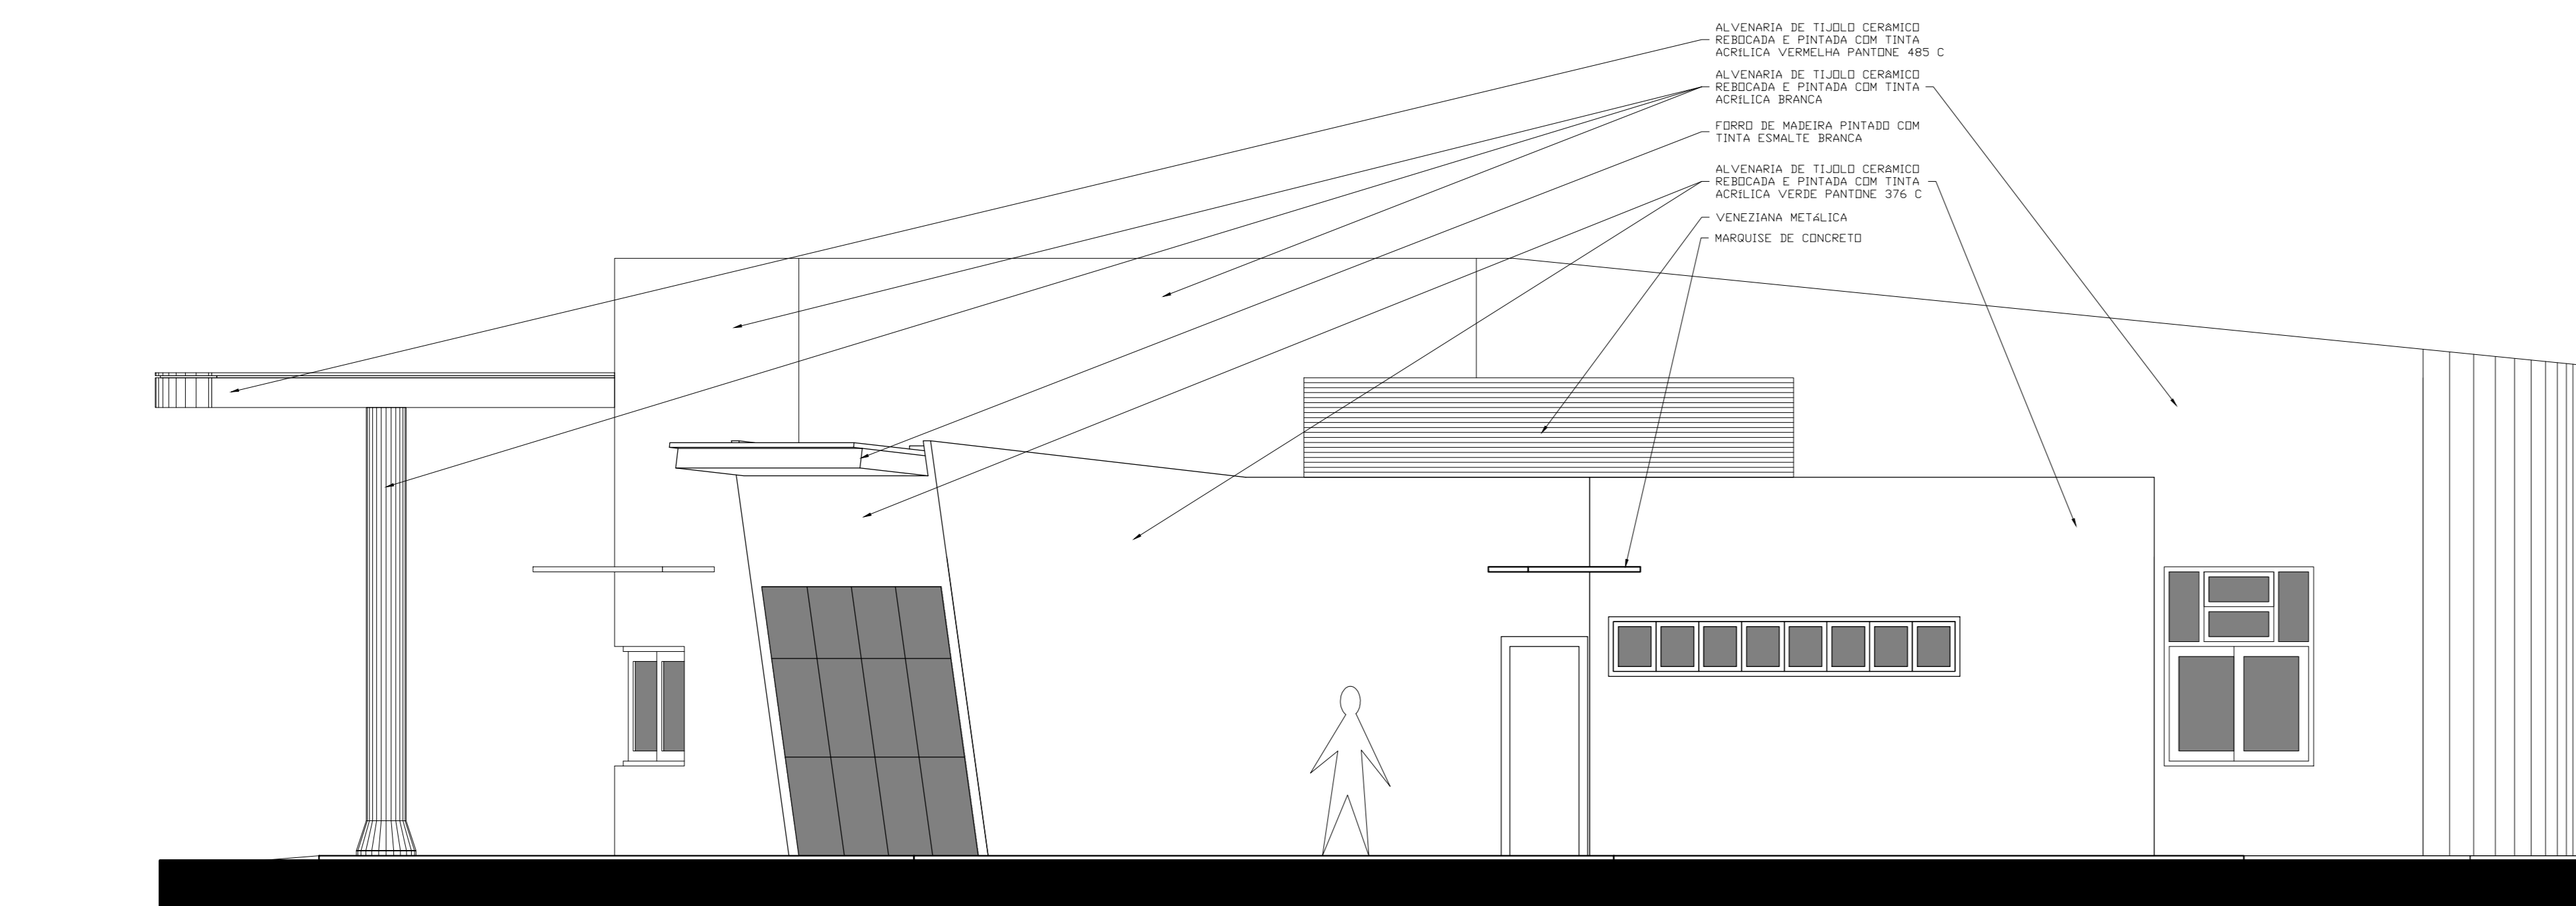 ALVENARIA DE TIJOLO CERÂMICO
REBOCADA E PINTADA COM TINTA
ACRÍLICA VERMELHA PANTONE 485 C
ALVENARIA DE TIJOLO CERÂMICO
REBOCADA E PINTADA COM TINTA
ACRÍLICA BRANCA
FORRO DE MADEIRA PINTADO COM
TINTA ESMALTE BRANCA
ALVENARIA DE TIJOLO CERÂMICO
REBOCADA E PINTADA COM TINTA
ACRÍLICA VERDE PANTONE 376 C
VENEZIANA METÁLICA
MARQUISE DE CONCRETO